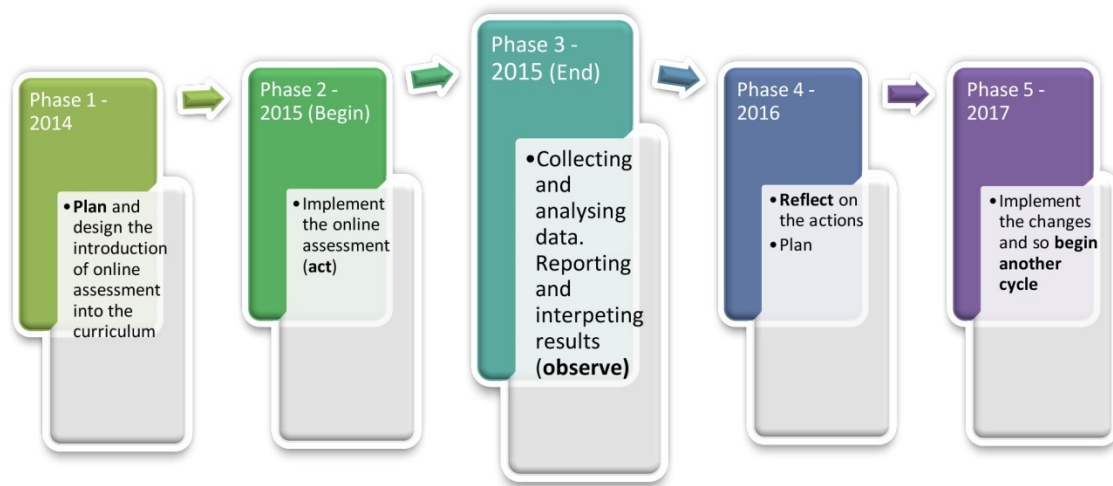 Phase 1 -
2014
•Plan and
design the
introduction
of online
assessment
into the
curriculum
Phase 2 -
2015 (Begin)
•Implement
the online
assessment
(act)
Phase 3 -
2015 (End)
•Collecting
and
analysing
data.
Reporting
and
interpeting
results
(observe)
Phase 4 -
2016
•Reflect on
the actions
•Plan
Phase 5 -
2017
•Implement
the changes
and so begin
another
cycle